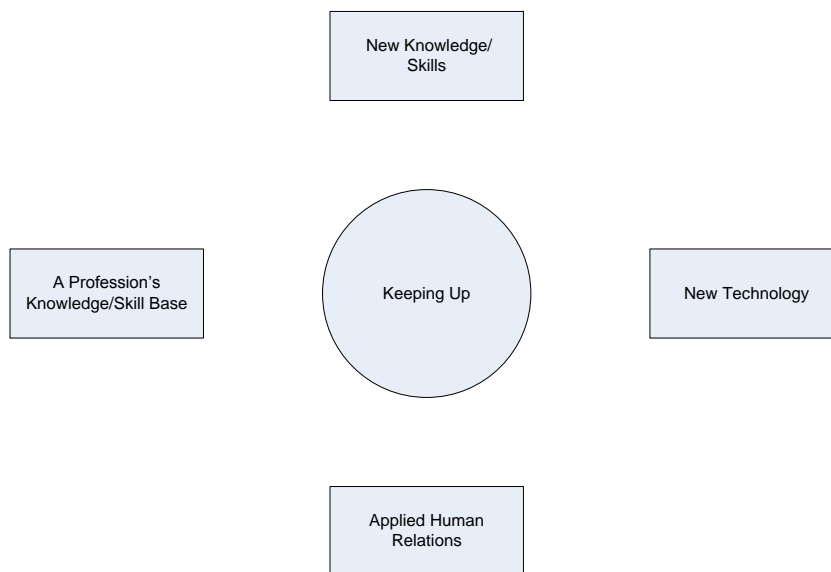 New Knowledge/
Skills
A Profession’s
Knowledge/Skill Base
Keeping Up
New Technology
Applied Human
Relations